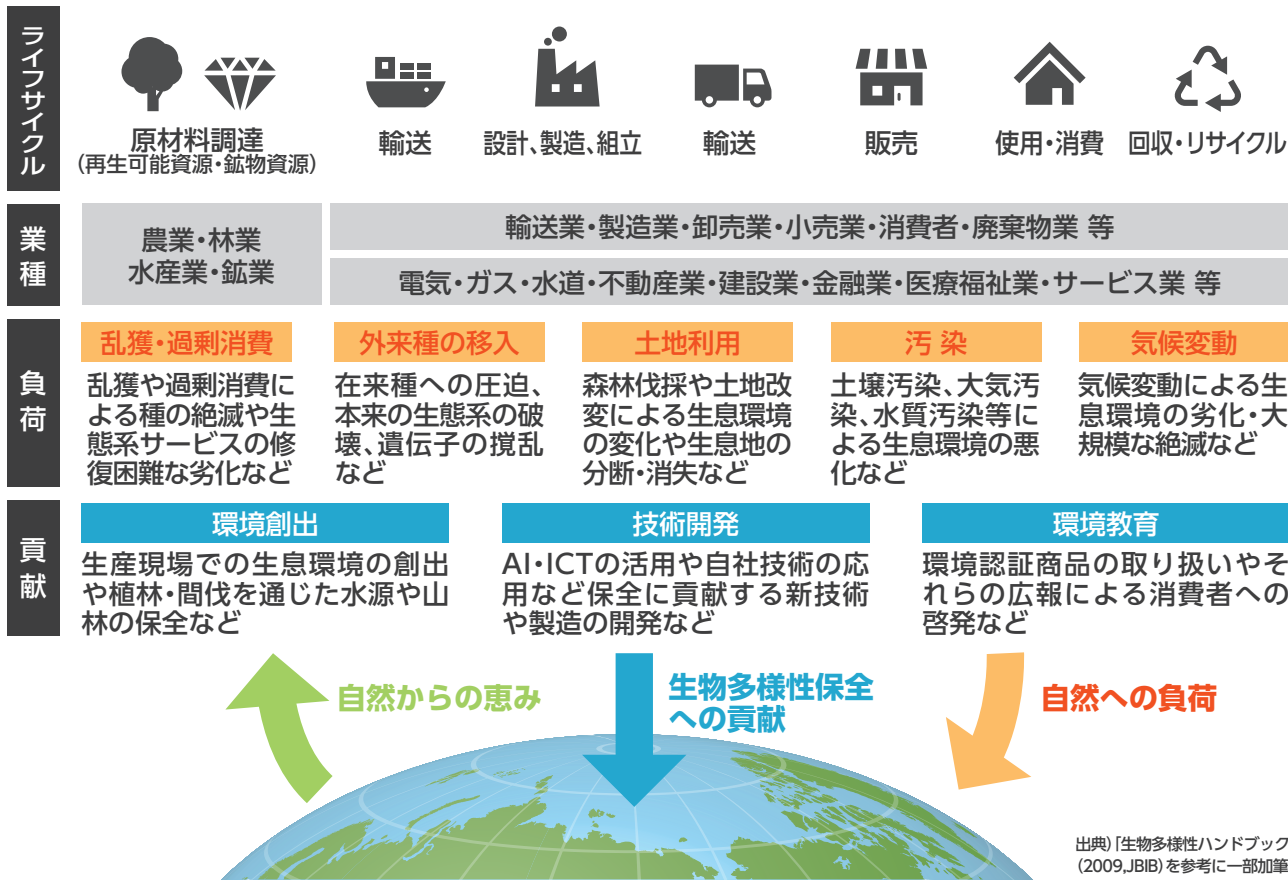 ライフサイクル
原材料調達
(再生可能資源・鉱物資源)
輸送
設計、製造、組立
輸送
販売
使用・消費
回収・リサイクル
業種
農業・林業
水産業・鉱業
輸送業・製造業・卸売業・小売業・消費者・廃棄物業 等
電気・ガス・水道・不動産業・建設業・金融業・医療福祉業・サービス業 等
負荷
乱獲・過剰消費
乱獲や過剰消費に
よる種の絶滅や生
態系サービスの修
復困難な劣化など
外来種の移入
在来種への圧迫、
本来の生態系の破
壊、遺伝子の撹乱
など
土地利用
森林伐採や土地改
変による生息環境
の変化や生息地の
分断・消失など
汚 染
土壌汚染、大気汚
染、水質汚染等に
よる生息環境の悪
化など
気候変動
気候変動による生
息環境の劣化・大
規模な絶滅など
貢献
環境創出
生産現場での生息環境の創出
や植林・間伐を通じた水源や山
林の保全など
技術開発
AI・ICTの活用や自社技術の応
用など保全に貢献する新技術
や製造の開発など
環境教育
環境認証商品の取り扱いやそ
れらの広報による消費者への
啓発など
自然からの恵み
生物多様性保全
への貢献
自然への負荷
出典)「生物多様性ハンドブック
(2009,JBIB)を参考に一部加筆